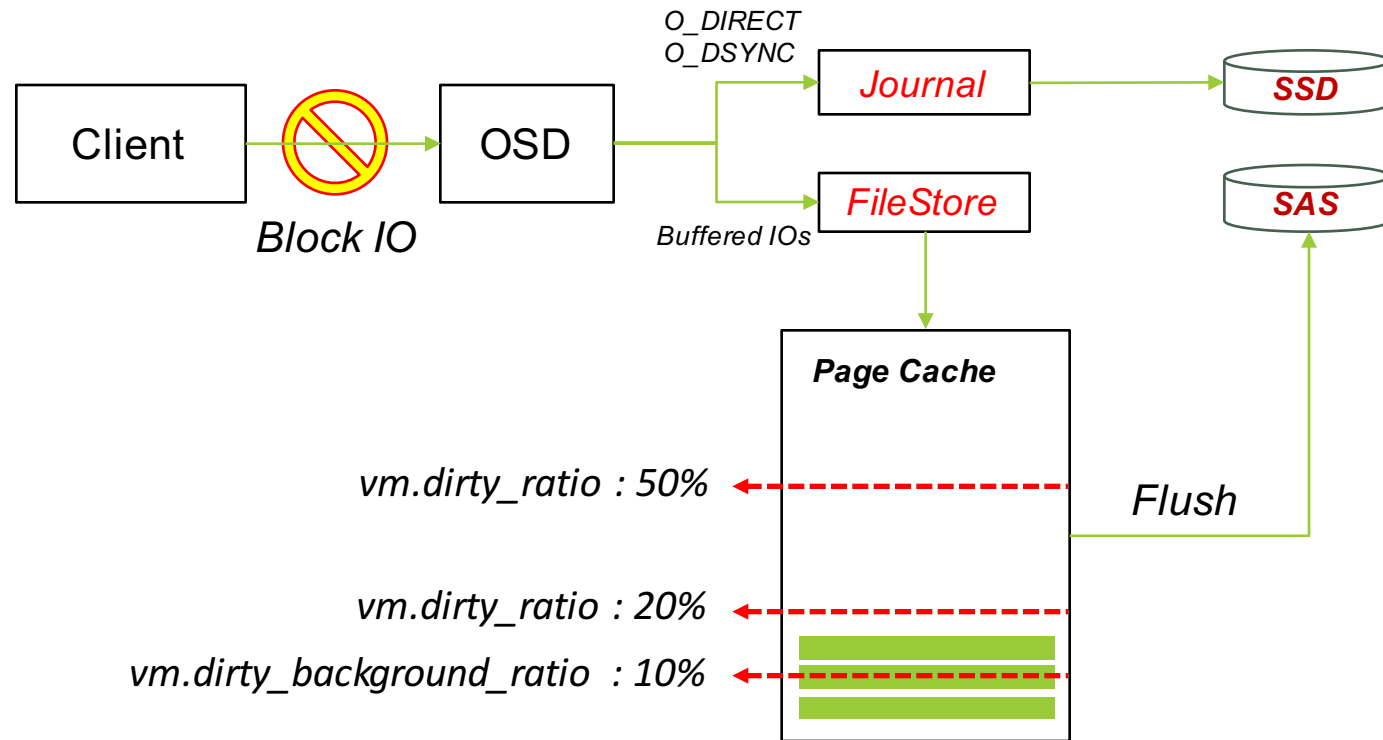 O_DIRECT
O_DSYNC
Client
OSD
Journal
SSD
Block IO
FileStore
SAS
Buffered IOs
Page Cache
vm.dirty_ratio : 50%
Flush
vm.dirty_ratio : 20%
vm.dirty_background_ratio : 10%